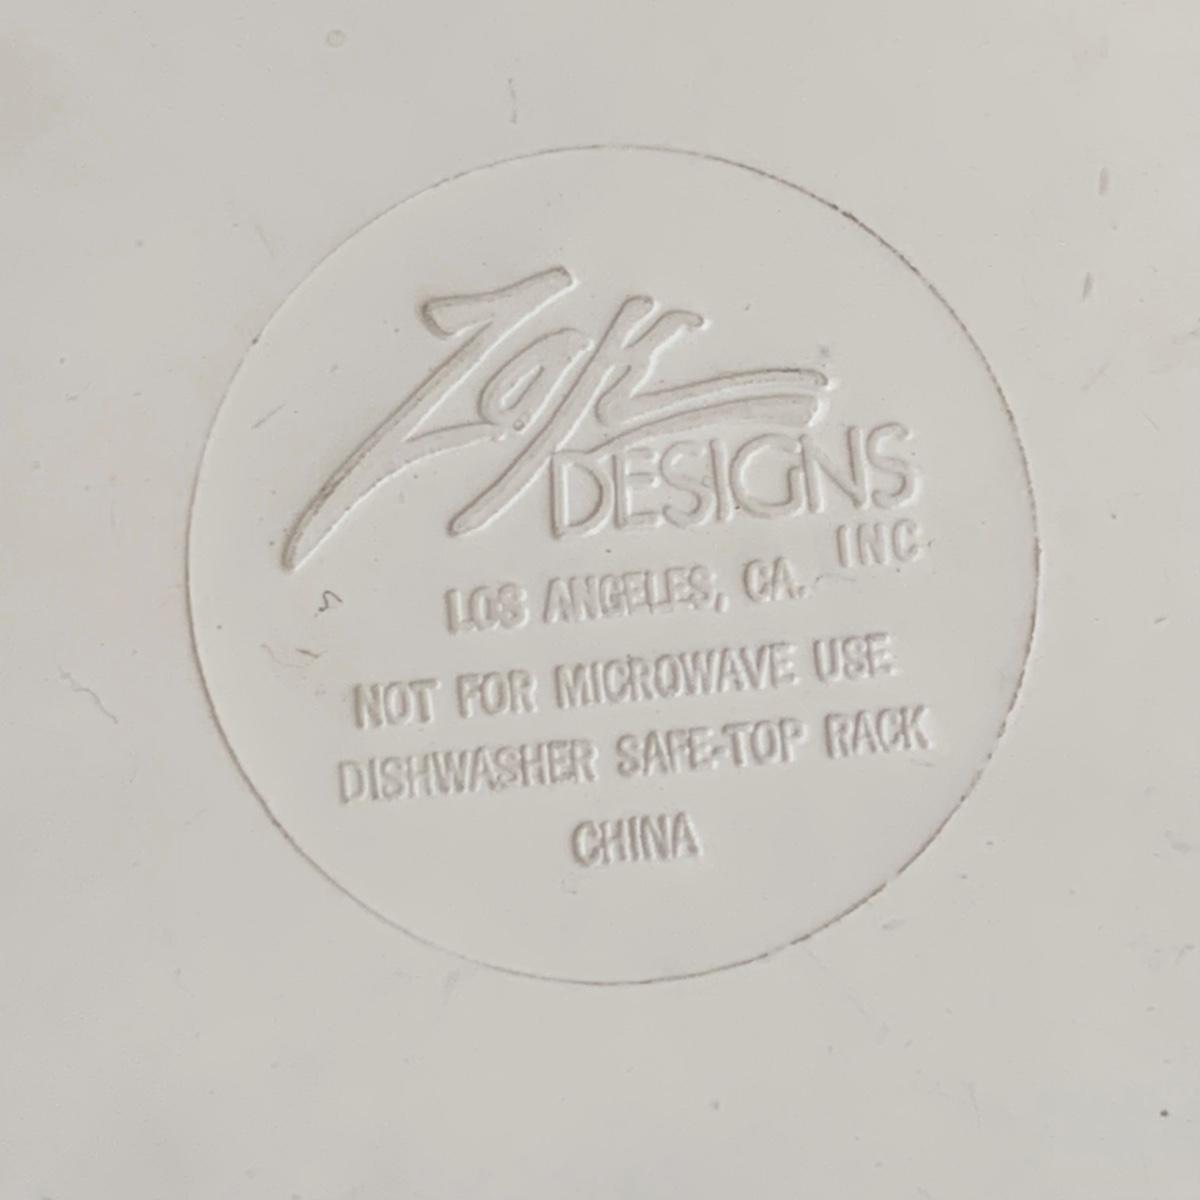 Zak
DESIGNS
INC
LOS ANGELES, CA.
NOT FOR MICROWAVE USE
DISHWASHER SAFE-TOP RACK
CHINA